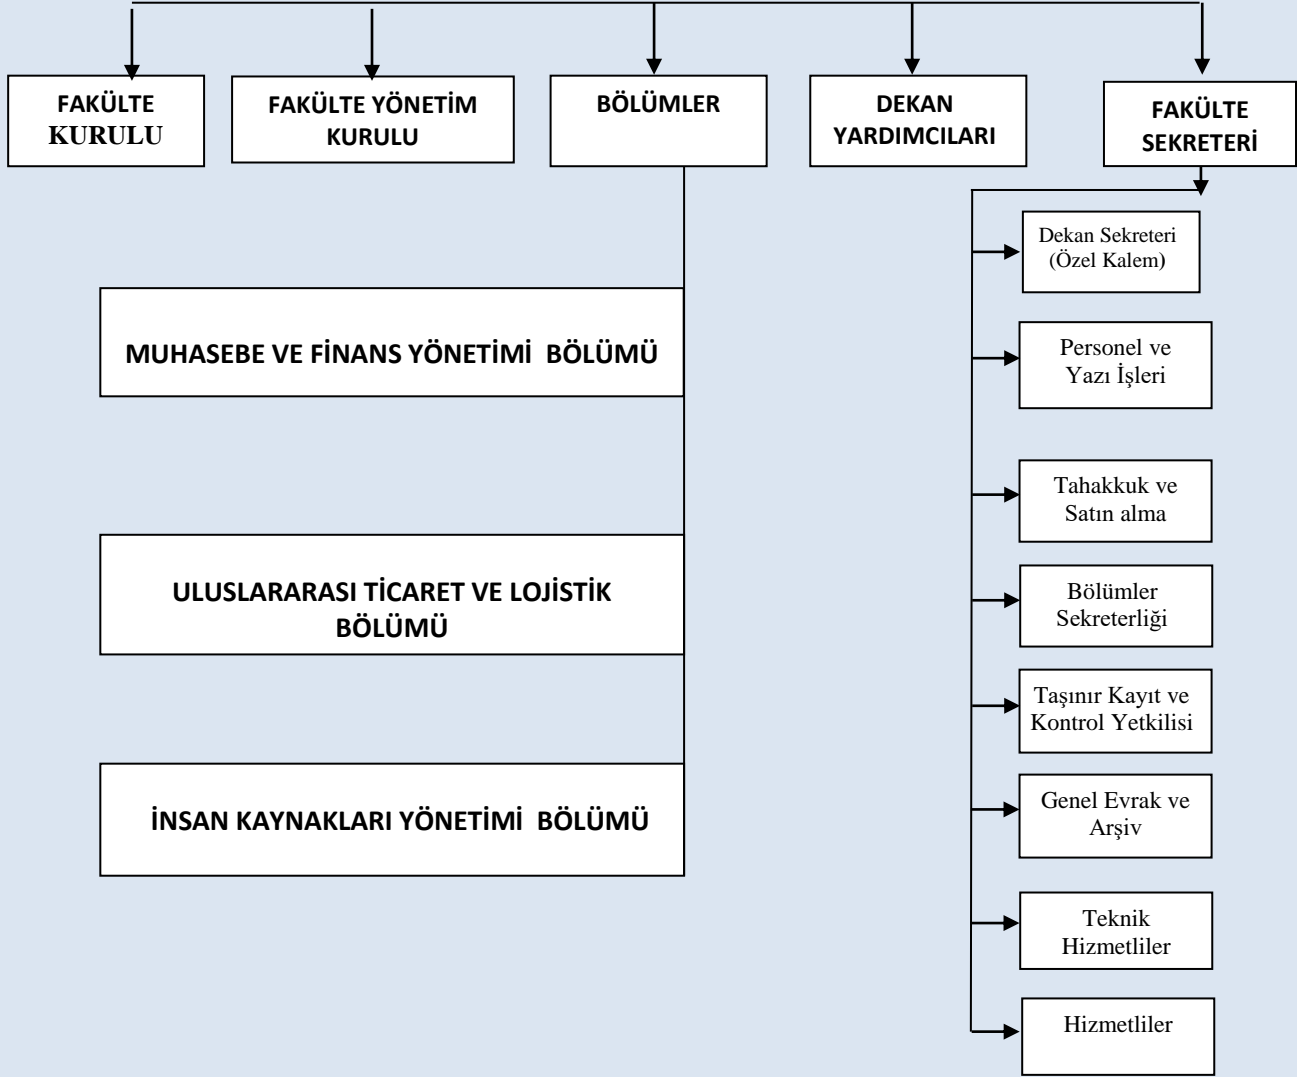 FAKÜLTE
KURULU
FAKÜLTE YÖNETİM
KURULU
BÖLÜMLER
DEKAN
YARDIMCILARI
FAKÜLTE
SEKRETERİ
MUHASEBE VE FİNANS YÖNETİMİ BÖLÜMÜ
ULUSLARARASI TİCARET VE LOJİSTİK
BÖLÜMÜ
İNSAN KAYNAKLARI YÖNETİMİ BÖLÜMÜ
Dekan Sekreteri
(Özel Kalem)
Personel ve
Yazı İşleri
Tahakkuk ve
Satın alma
Bölümler
Sekreterliği
Taşınır Kayıt ve
Kontrol Yetkilisi
Genel Evrak ve
Arşiv
Teknik
Hizmetliler
Hizmetliler